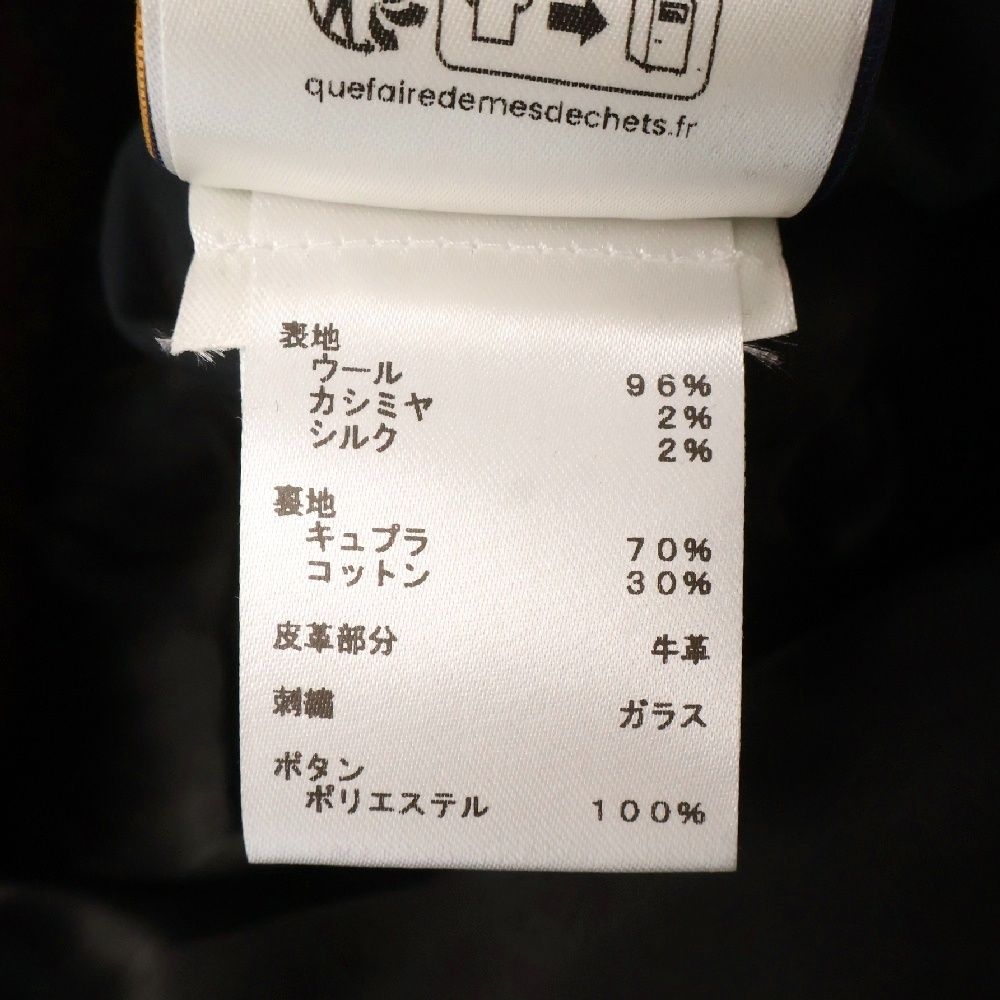 quefairedemesdechets.fr
表地
ウール 96%
カシミヤ 2%
シルク 2%
裏地
キュプラ 70%
コットン 30%
皮革部分 牛革
刺繍 ガラス
ボタン
ポリエステル 100%